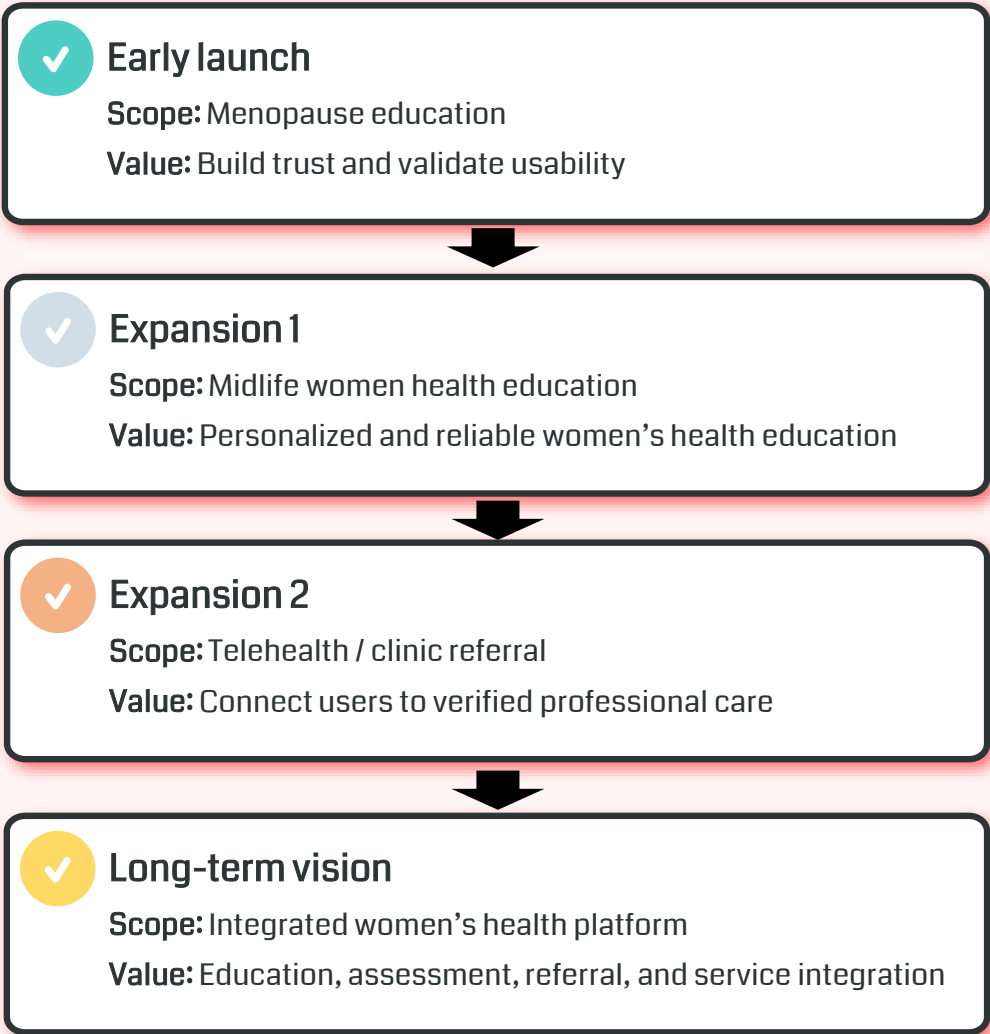 Early launch
Scope: Menopause education
Value: Build trust and validate usability
Expansion 1
Scope: Midlife women health education
Value: Personalized and reliable women’s health education
Expansion 2
Scope: Telehealth / clinic referral
Value: Connect users to verified professional care
Long-term vision
Scope: Integrated women’s health platform
Value: Education, assessment, referral, and service integration